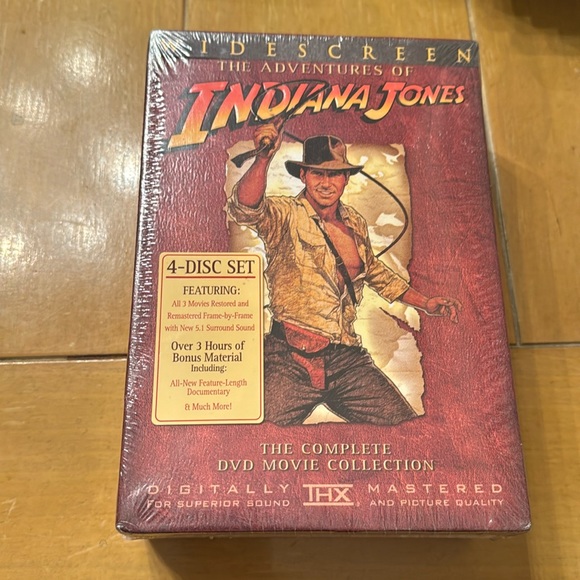 WIDESCREEN
THE ADVENTURES OF
INDIANA JONES
4-DISC SET
FEATURING:
All 3 Movies Restored and
Remastered Frame-by-Frame
with New 5.1 Surround Sound
Over 3 Hours of
Bonus Material
Including:
All-New Feature-Length
Documentary
& Much More!
THE COMPLETE
DVD MOVIE COLLECTION
DIGITALLY THX MASTERED
FOR SUPERIOR SOUND AND PICTURE QUALITY